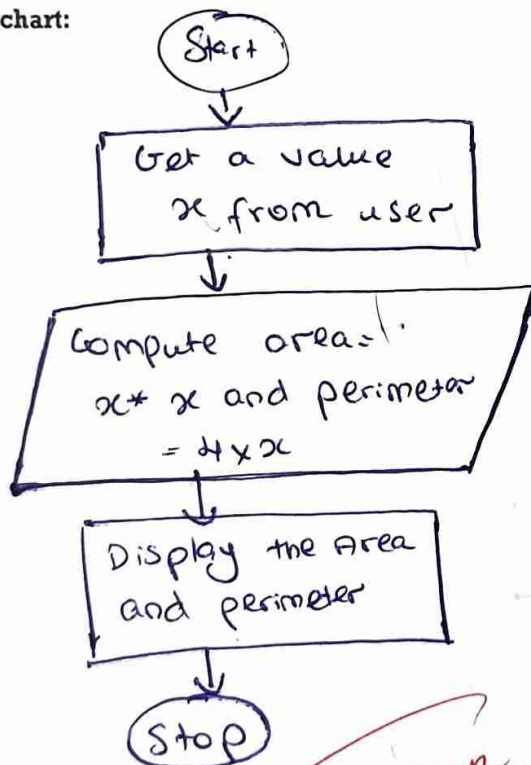 chart:
Start
Get a value
x from user
Compute area=
x* x and perimeter
= 4 x x
Display the Area
and perimeter
Stop